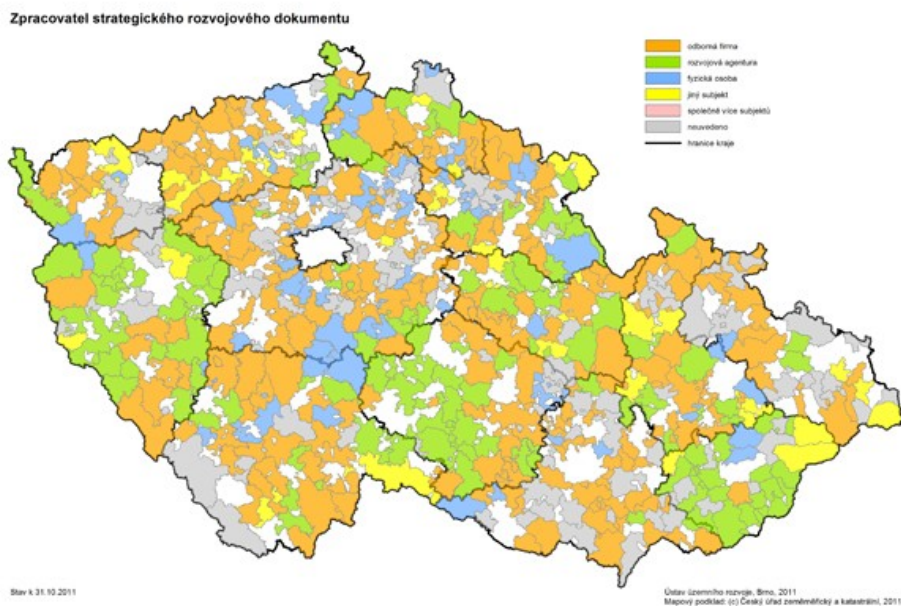 Zpracovatel strategického rozvojového dokumentu
odborná firma
rozvojová agentura
fyzická osoba
jiný subjekt
společně více subjektů
neuvedeno
hranice kraje
Stav k 31.10.2011
Ústav územního rozvoje, Brno, 2011
Mapový podklad: (c) Český úřad zeměměřický a katastrální, 2011